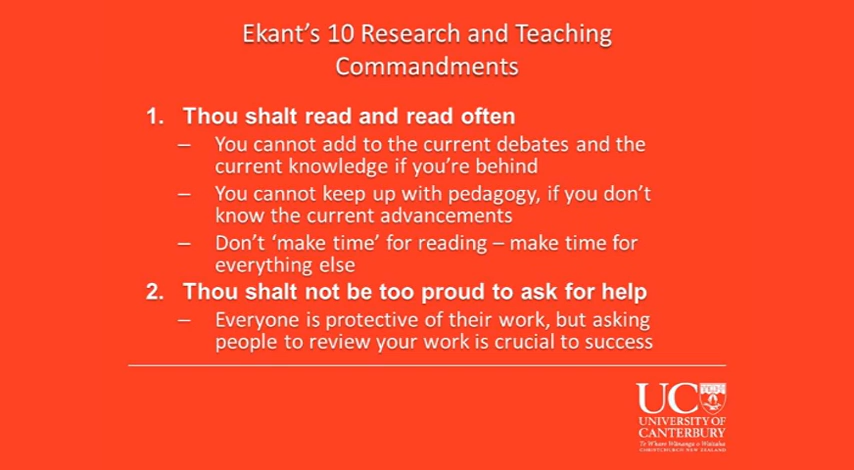 Ekant's 10 Research and Teaching
Commandments
1. Thou shalt read and read often
– You cannot add to the current debates and the
current knowledge if you're behind
– You cannot keep up with pedagogy, if you don't
know the current advancements
– Don't 'make time' for reading – make time for
everything else
2. Thou shalt not be too proud to ask for help
– Everyone is protective of their work, but asking
people to review your work is crucial to success
UC
UNIVERSITY OF
CANTERBURY
Te Whare Wānanga o Waitaha
CHRISTCHURCH NEW ZEALAND